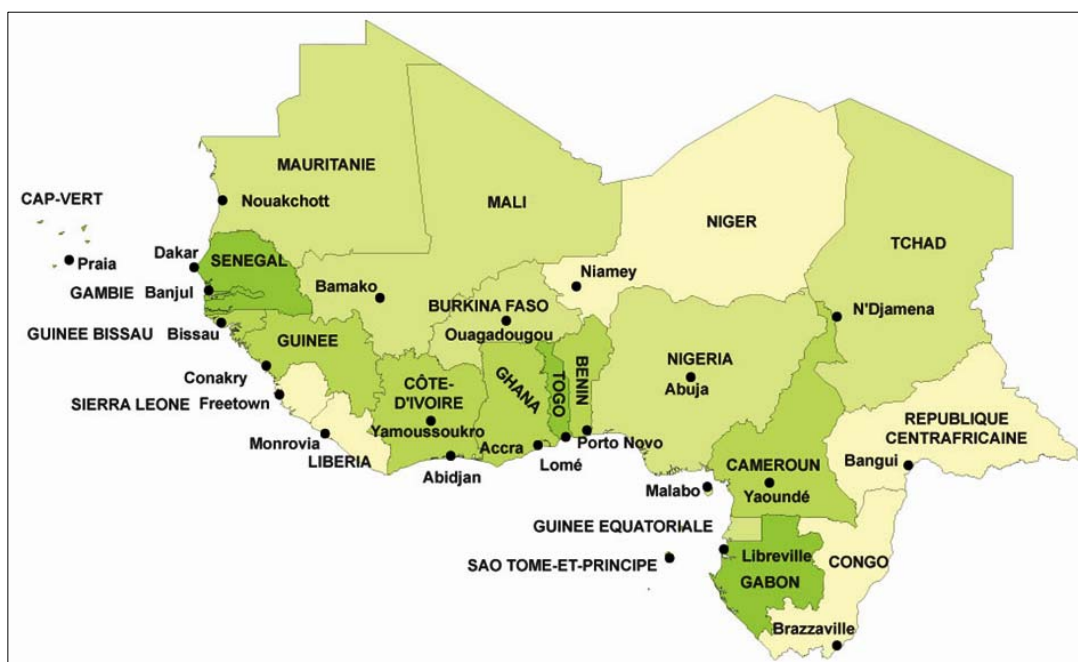 MAURITANIE
CAP-VERT
Nouakchott
MALI
NIGER
TCHAD
Dakar
SENEGAL
Praia
Niamey
GAMBIE Banjul
Bamako
BURKINA FASO
N'Djamena
GUINEE BISSAU
Bissau
GUINEE
Ouagadougou
NIGERIA
Abuja
Conakry
CÔTE-
D'IVOIRE
GHANA
TOGO
BENIN
SIERRA LEONE
Freetown
REPUBLIQUE
CENTRAFRICAINE
Yamoussoukro
Monrovia
LIBERIA
Accra
Porto Novo
Lomé
Abidjan
Bangui
CAMEROUN
Yaoundé
Malabo
GUINEE EQUATORIALE
Libreville
SAO TOME-ET-PRINCIPE
GABON
CONGO
Brazzaville